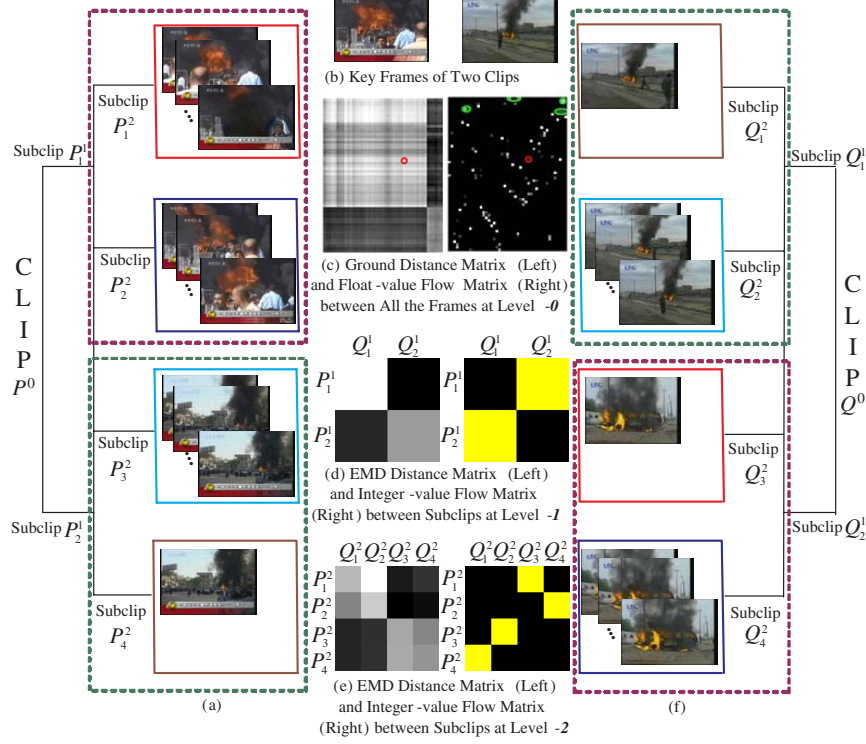 (b) Key Frames of Two Clips
Subclip
P_1^2
Subclip P_1^1
Subclip
P_2^2
C L I P
P^0
Subclip
P_3^2
Subclip P_2^1
Subclip
P_4^2
(a)
(c) Ground Distance Matrix (Left)
and Float -value Flow Matrix (Right)
between All the Frames at Level -0
Q_1^1 Q_2^1 Q_1^1 Q_2^1
P_1^1 P_1^1
P_2^1 P_2^1
(d) EMD Distance Matrix (Left)
and Integer -value Flow Matrix
(Right) between Subclips at Level -1
Q_1^2 Q_2^2 Q_3^2 Q_4^2 Q_1^2 Q_2^2 Q_3^2 Q_4^2
P_1^2 P_1^2
P_2^2 P_2^2
P_3^2 P_3^2
P_4^2 P_4^2
(e) EMD Distance Matrix (Left)
and Integer -value Flow Matrix
(Right) between Subclips at Level -2
Subclip
Q_1^2
Subclip Q_1^1
Subclip
Q_2^2
C L I P
Q^0
Subclip
Q_3^2
Subclip Q_2^1
Subclip
Q_4^2
(f)